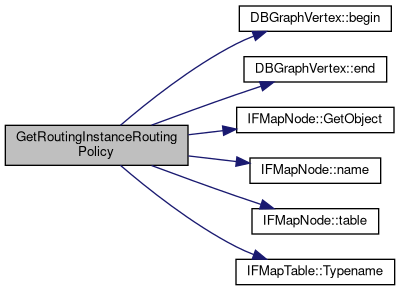 GetRoutingInstanceRouting
Policy
DBGraphVertex::begin
DBGraphVertex::end
IFMapNode::GetObject
IFMapNode::name
IFMapNode::table
IFMapTable::Typename